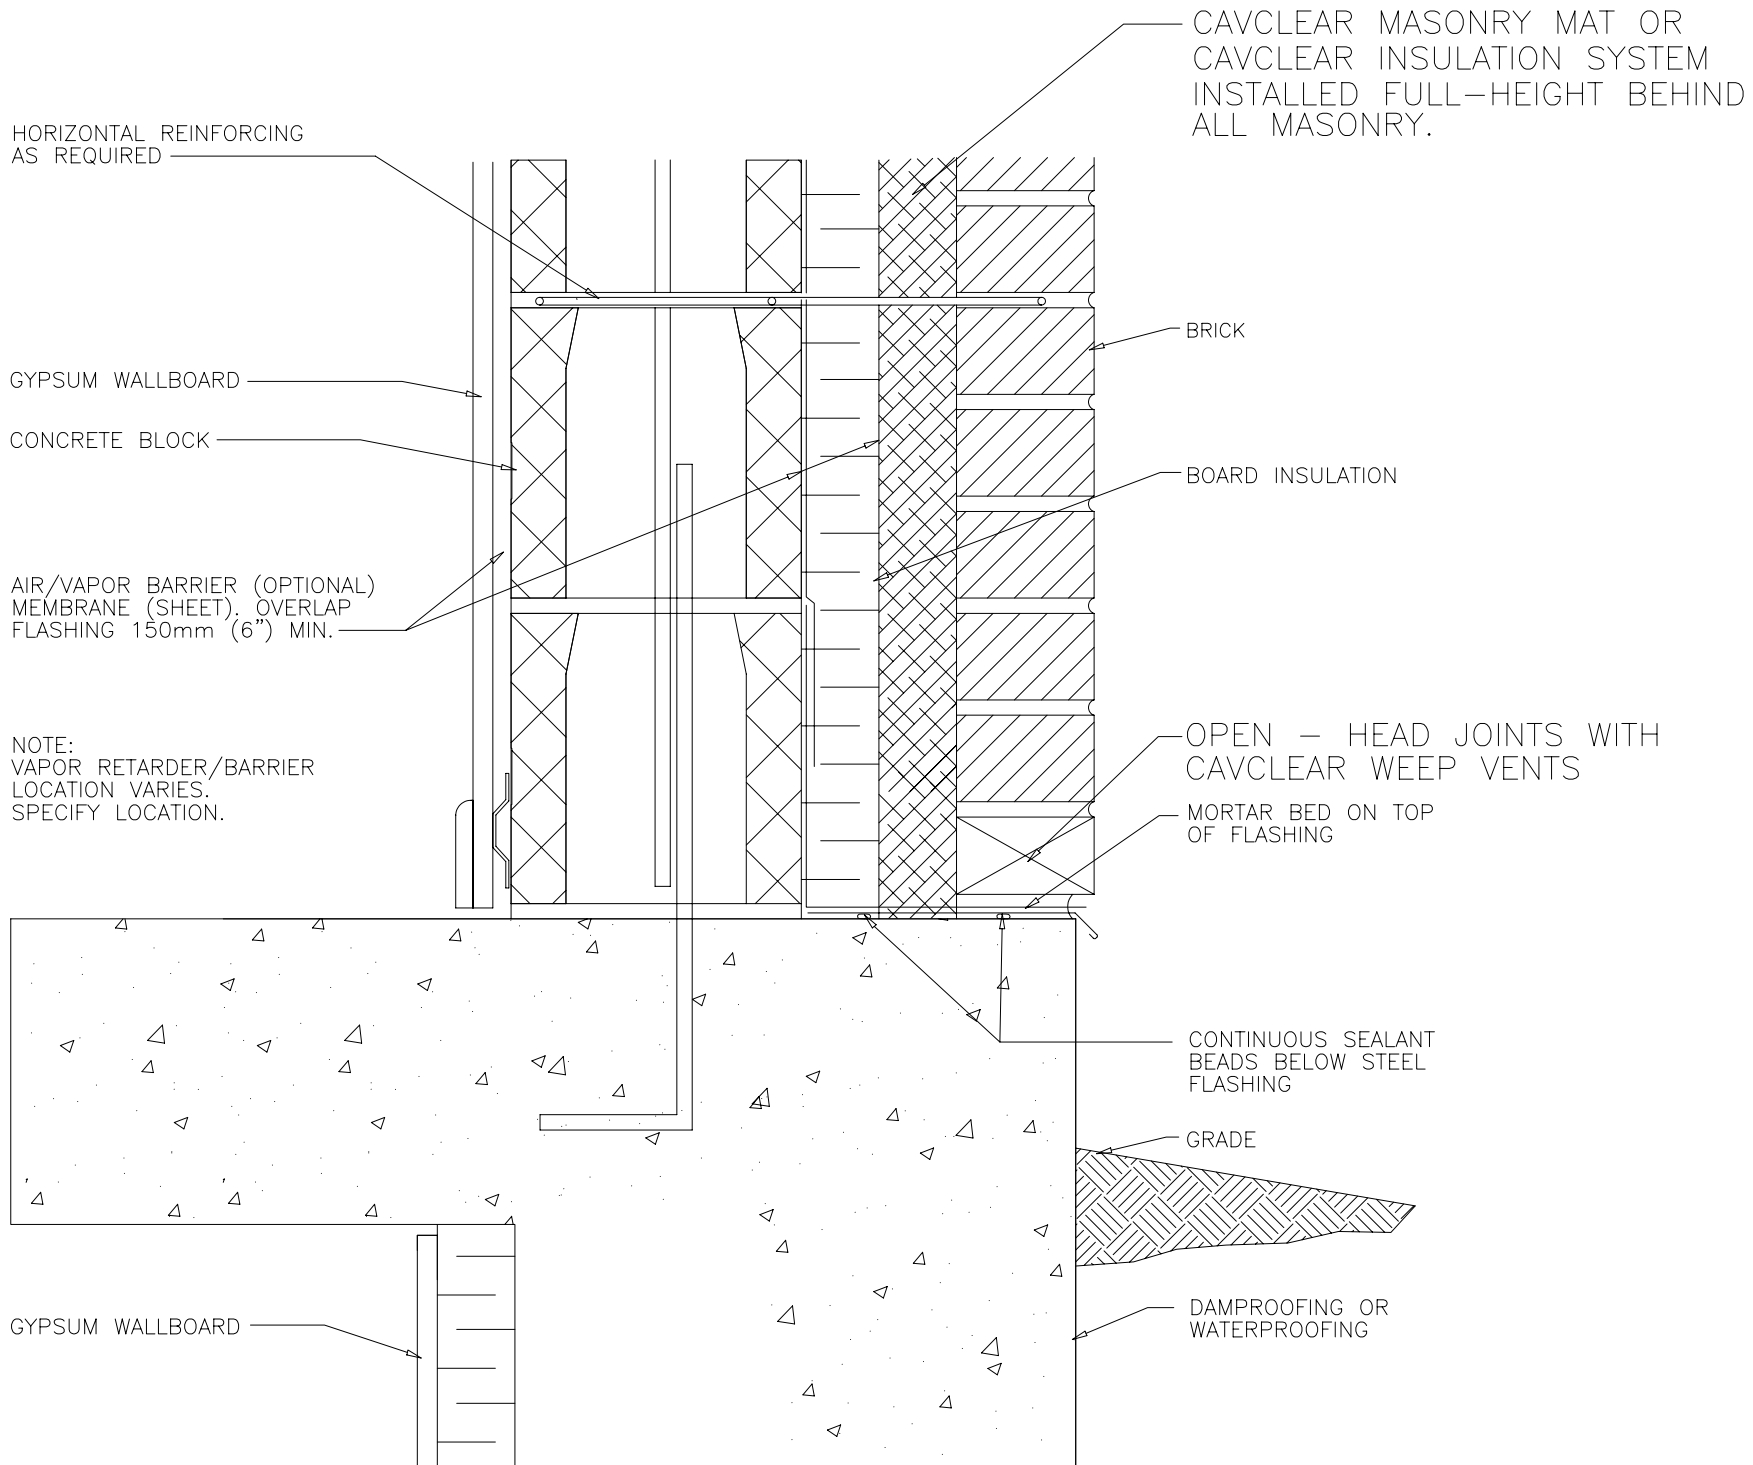 CAVCLEAR MASONRY MAT OR
CAVCLEAR INSULATION SYSTEM
INSTALLED FULL-HEIGHT BEHIND
ALL MASONRY.
HORIZONTAL REINFORCING
AS REQUIRED
BRICK
GYPSUM WALLBOARD
CONCRETE BLOCK
BOARD INSULATION
AIR/VAPOR BARRIER (OPTIONAL)
MEMBRANE (SHEET). OVERLAP
FLASHING 150mm (6") MIN.
OPEN - HEAD JOINTS WITH
CAVCLEAR WEEP VENTS
NOTE:
VAPOR RETARDER/BARRIER
LOCATION VARIES.
SPECIFY LOCATION.
MORTAR BED ON TOP
OF FLASHING
CONTINUOUS SEALANT
BEADS BELOW STEEL
FLASHING
GRADE
DAMPROOFING OR
WATERPROOFING
GYPSUM WALLBOARD